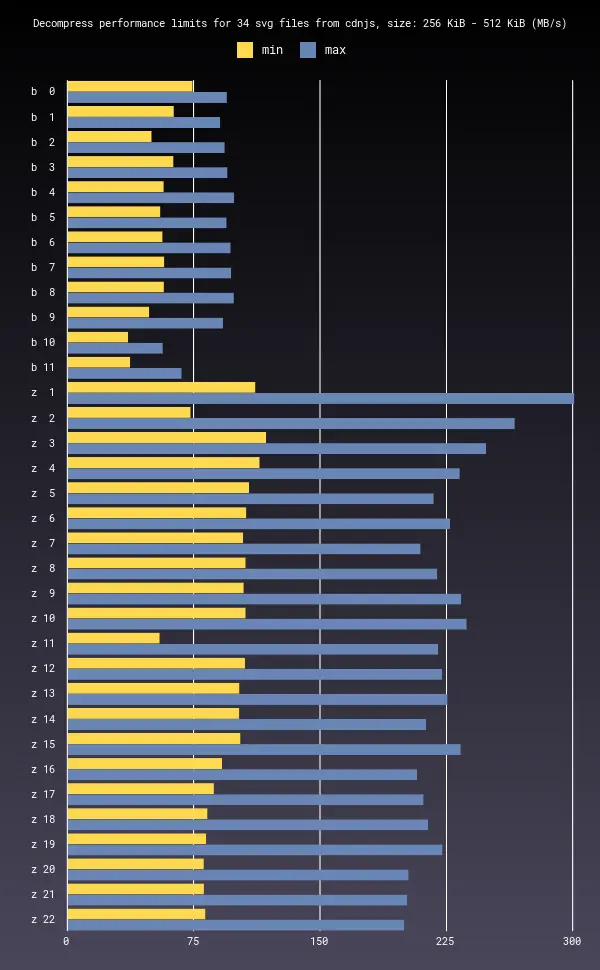 Decompress performance limits for 34 svg files from cdnjs, size: 256 KiB - 512 KiB (MB/s)
min max
b 0
b 1
b 2
b 3
b 4
b 5
b 6
b 7
b 8
b 9
b 10
b 11
z 1
z 2
z 3
z 4
z 5
z 6
z 7
z 8
z 9
z 10
z 11
z 12
z 13
z 14
z 15
z 16
z 17
z 18
z 19
z 20
z 21
z 22
0 75 150 225 300